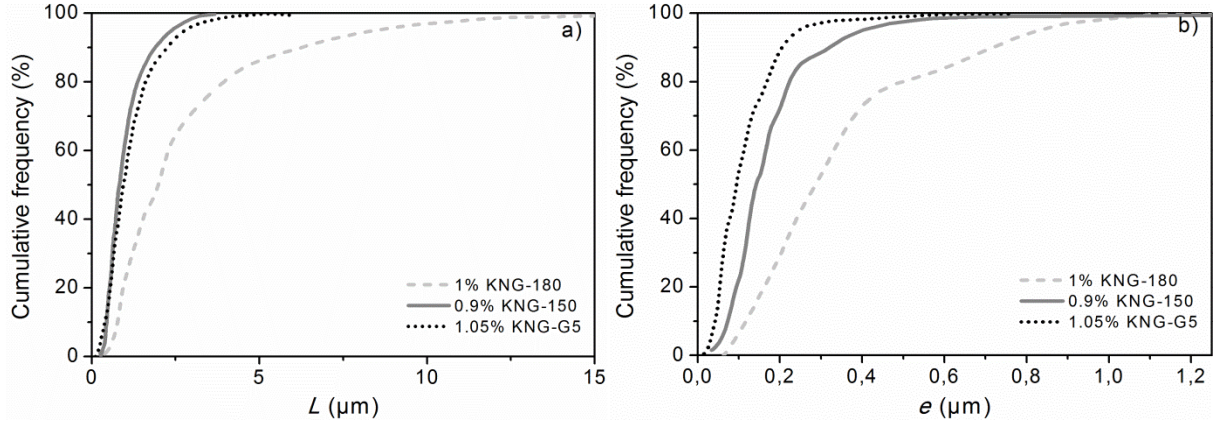 100
80
60
40
20
0
Cumulative frequency (%)
a)
1% KNG-180
0.9% KNG-150
1.05% KNG-G5
0 5 10 15
L (µm)
100
80
60
40
20
0
Cumulative frequency (%)
b)
1% KNG-180
0.9% KNG-150
1.05% KNG-G5
0,0 0,2 0,4 0,6 0,8 1,0 1,2
e (µm)